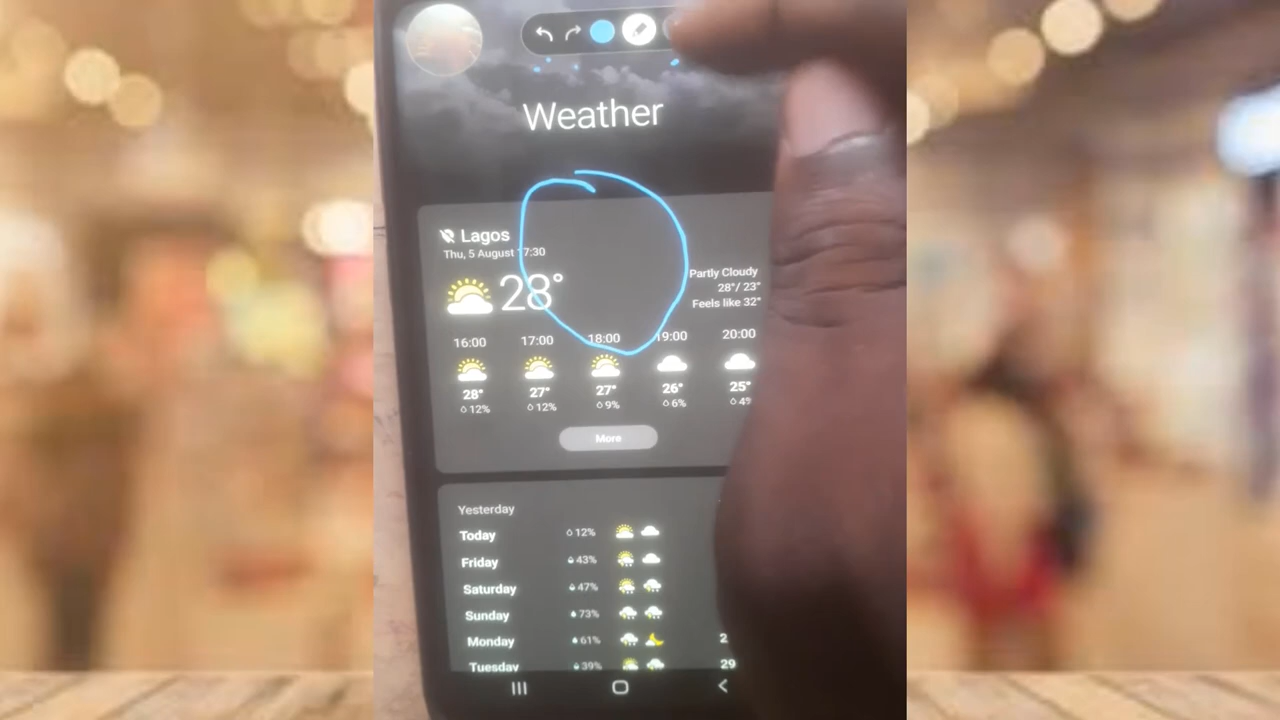 Weather
Lagos
Thu, 5 August 17:30
28°
Partly Cloudy
28°/ 23°
Feels like 32°
16:00 17:00 18:00 19:00 20:00
28° 27° 27° 26° 25°
12% 12% 9% 6% 4%
More
Yesterday
Today 12%
Friday 43%
Saturday 47%
Sunday 73%
Monday 61% 2
Tuesday 39% 29